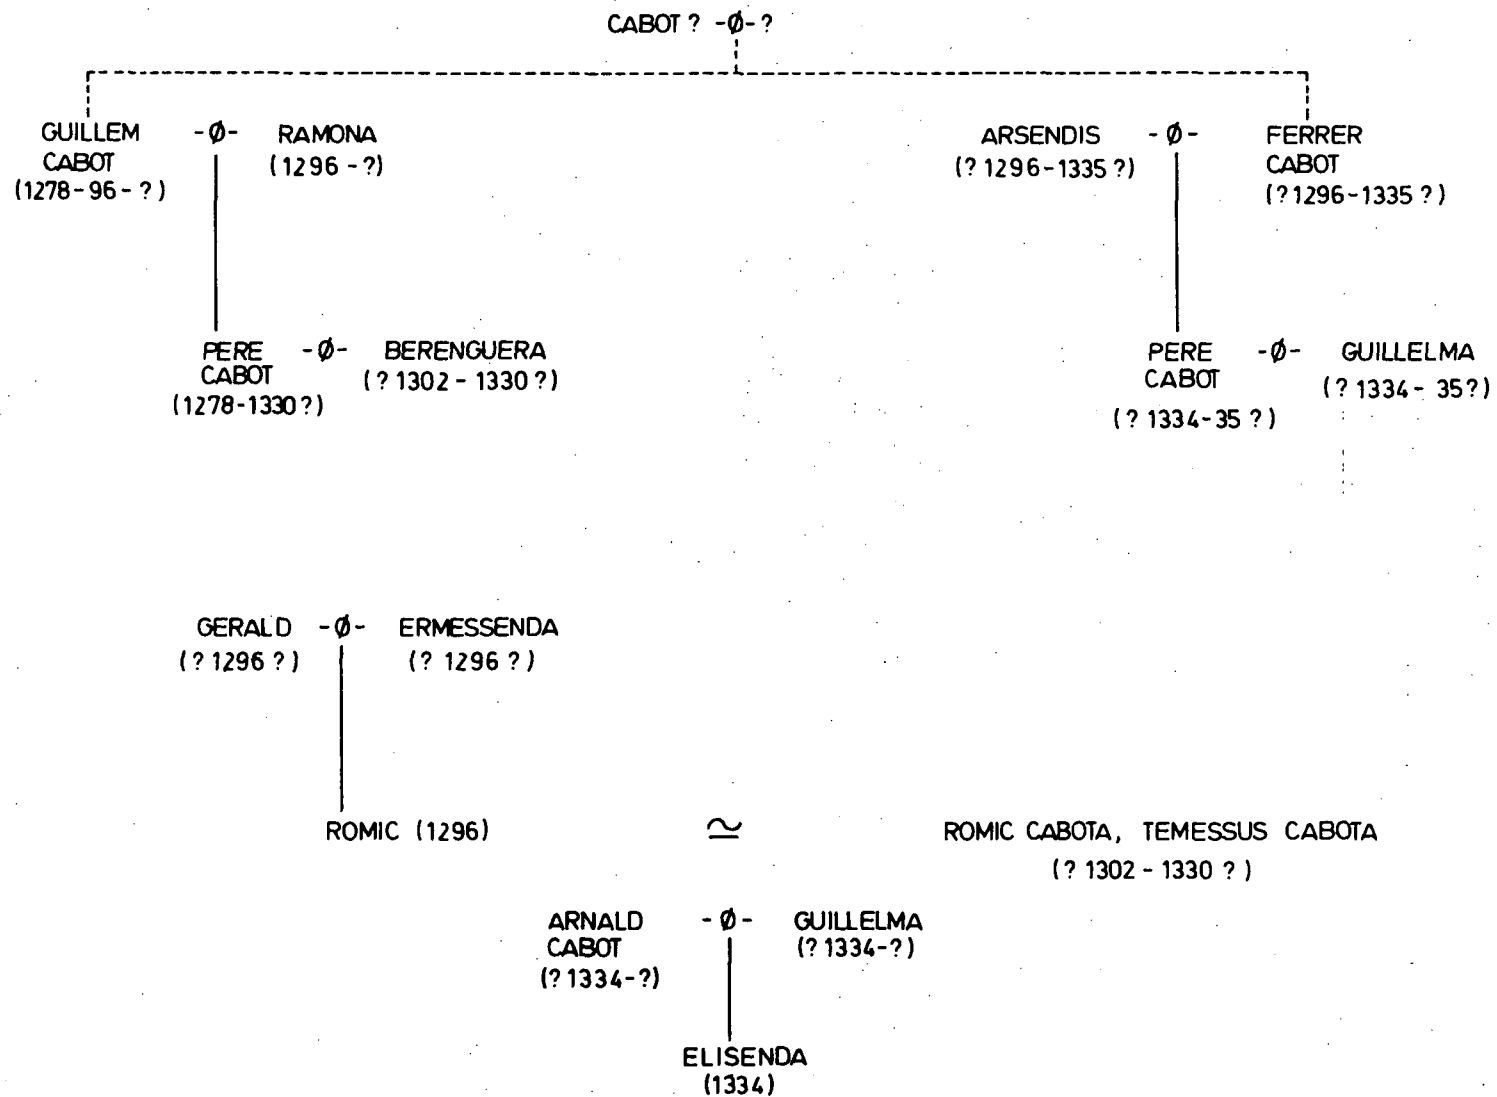 CABOT ? -Ø- ?
GUILLEM -Ø- RAMONA
CABOT (1296 - ?)
(1278-96-?)
ARSENDIS -Ø- FERRER
(? 1296-1335 ?) CABOT
(? 1296-1335 ?)
PERE -Ø- BERENGUERA
CABOT (? 1302 - 1330 ?)
(1278-1330 ?)
PERE -Ø- GUILLELMA
CABOT (? 1334 - 35?)
(? 1334-35 ?)
GERALD -Ø- ERMESSENDA
(? 1296 ?) (? 1296 ?)
ROMIC (1296) ≃ ROMIC CABOTA, TEMESSUS CABOTA
(? 1302 - 1330 ?)
ARNALD -Ø- GUILLELMA
CABOT (? 1334-?)
(? 1334-?)
ELISENDA
(1334)